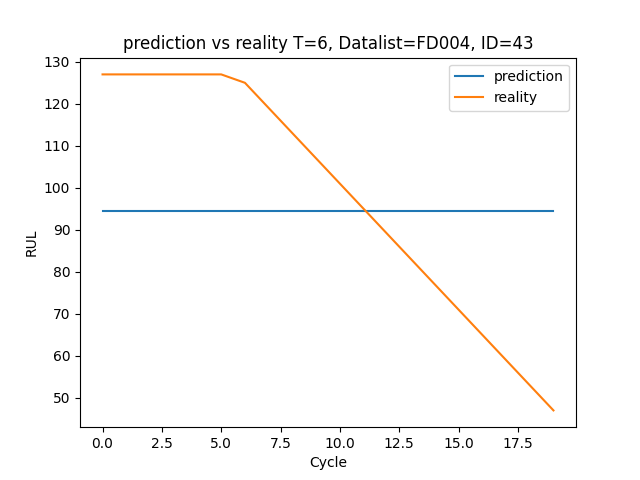 prediction vs reality T=6, Datalist=FD004, ID=43
prediction
reality
130
120
110
100
90
80
70
60
50
RUL
0.0 2.5 5.0 7.5 10.0 12.5 15.0 17.5
Cycle